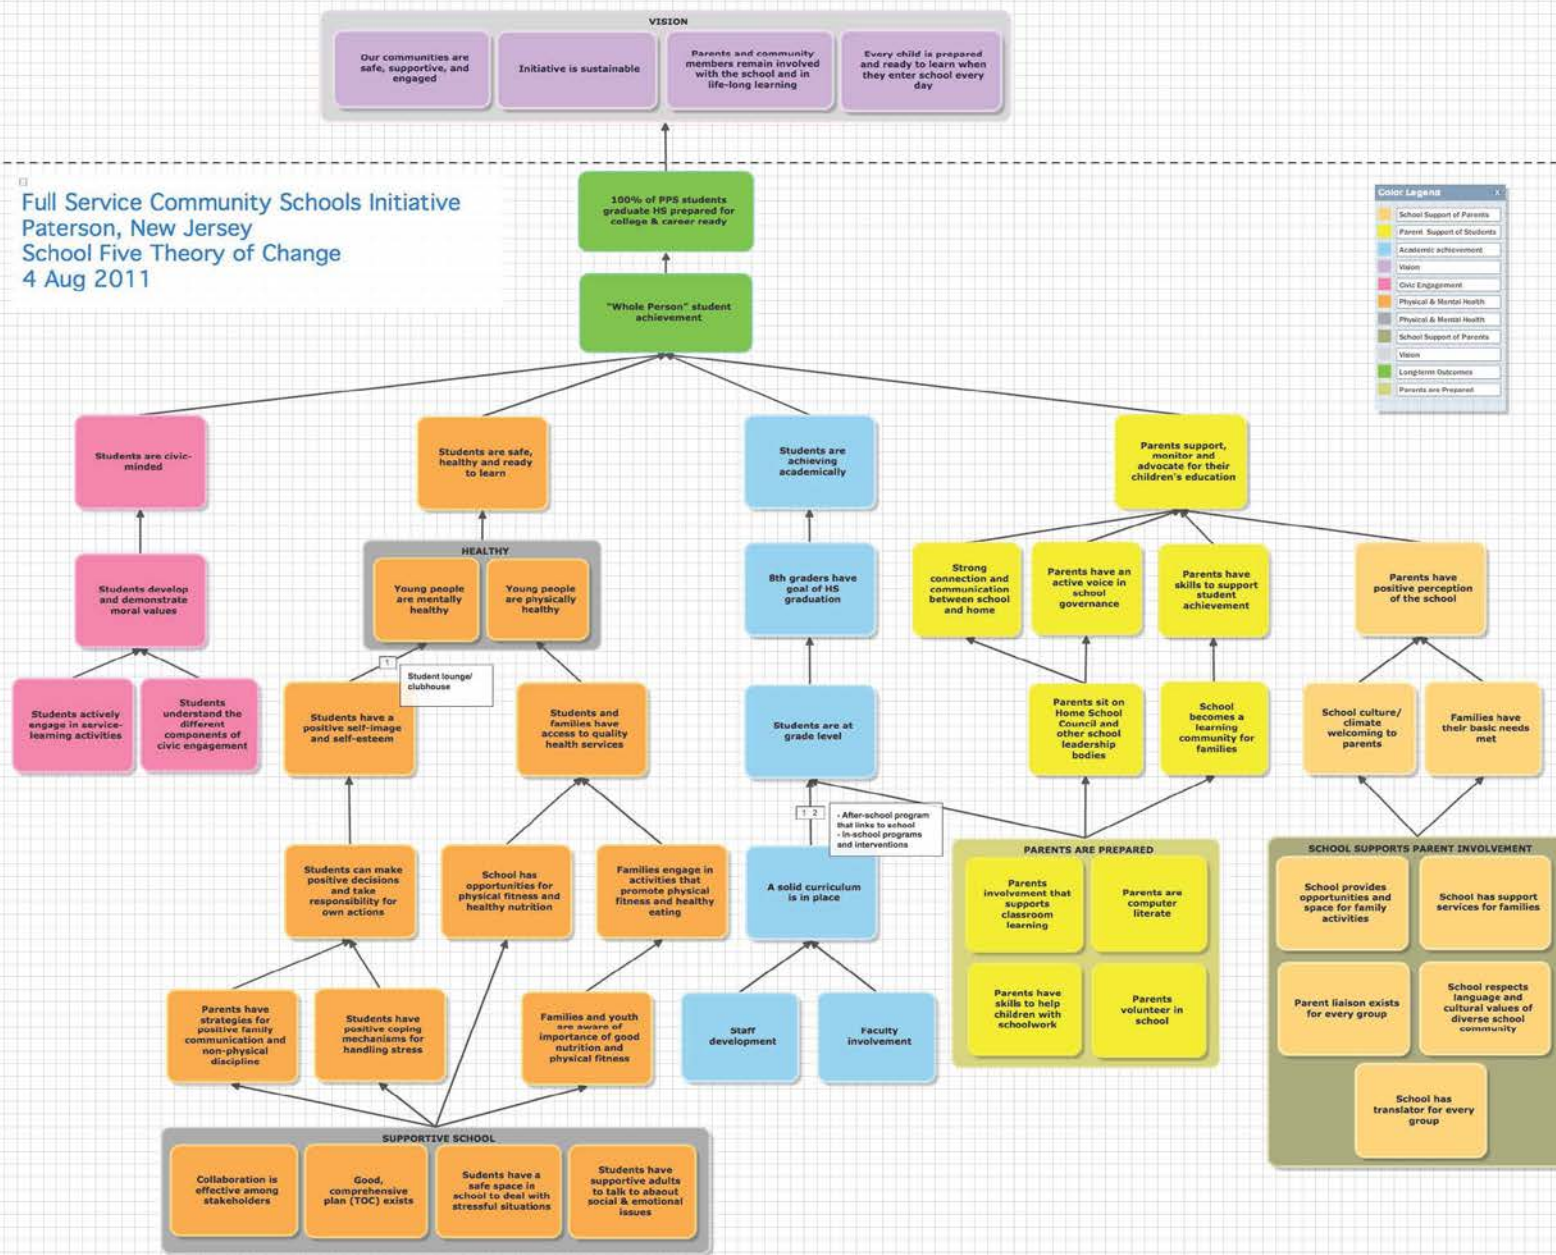 VISION
Our communities are
safe, supportive, and
engaged
Initiative is sustainable
Parents and community
members remain involved
with the school and in
life-long learning
Every child is prepared
and ready to learn when
they enter school every
day
Full Service Community Schools Initiative
Paterson, New Jersey
School Five Theory of Change
4 Aug 2011
100% of PPS students
graduate HS prepared for
college & career ready
"Whole Person" student
achievement
Color Legend
School Support of Parents
Parent Support of Students
Academic achievement
Vision
Civic Engagement
Physical & Mental Health
Physical & Mental Health
School Support of Parents
Vision
Long-term Outcomes
Parents are Prepared
Students are civic-
minded
Students are safe,
healthy and ready
to learn
Students are
achieving
academically
Parents support,
monitor and
advocate for their
children's education
Students develop
and demonstrate
moral values
HEALTHY
Young people
are mentally
healthy
Young people
are physically
healthy
8th graders have
goal of HS
graduation
Strong
connection and
communication
between school
and home
Parents have an
active voice in
school
governance
Parents have
skills to support
student
achievement
Parents have
positive perception
of the school
1
Student lounge/
clubhouse
Students actively
engage in service-
learning activities
Students
understand the
different
components of
civic engagement
Students have a
positive self-image
and self-esteem
Students and
families have
access to quality
health services
Students are at
grade level
Parents sit on
Home School
Council and
other school
leadership
bodies
School
becomes a
learning
community for
families
School culture/
climate
welcoming to
parents
Families have
their basic needs
met
1 2
- After-school program
that links to school
- In-school programs
and interventions
Students can make
positive decisions
and take
responsibility for
own actions
School has
opportunities for
physical fitness and
healthy nutrition
Families engage in
activities that
promote physical
fitness and healthy
eating
A solid curriculum
is in place
PARENTS ARE PREPARED
Parents
involvement that
supports
classroom
learning
Parents are
computer
literate
Parents have
skills to help
children with
schoolwork
Parents
volunteer in
school
SCHOOL SUPPORTS PARENT INVOLVEMENT
School provides
opportunities and
space for family
activities
School has support
services for families
Parent liaison exists
for every group
School respects
language and
cultural values of
diverse school
community
School has
translator for every
group
Parents have
strategies for
positive family
communication and
non-physical
discipline
Students have
positive coping
mechanisms for
handling stress
Families and youth
are aware of
importance of good
nutrition and
physical fitness
Staff
development
Faculty
involvement
SUPPORTIVE SCHOOL
Collaboration is
effective among
stakeholders
Good,
comprehensive
plan (TOC) exists
Sudents have a
safe space in
school to deal with
stressful situations
Students have
supportive adults
to talk to abaout
social & emotional
issues